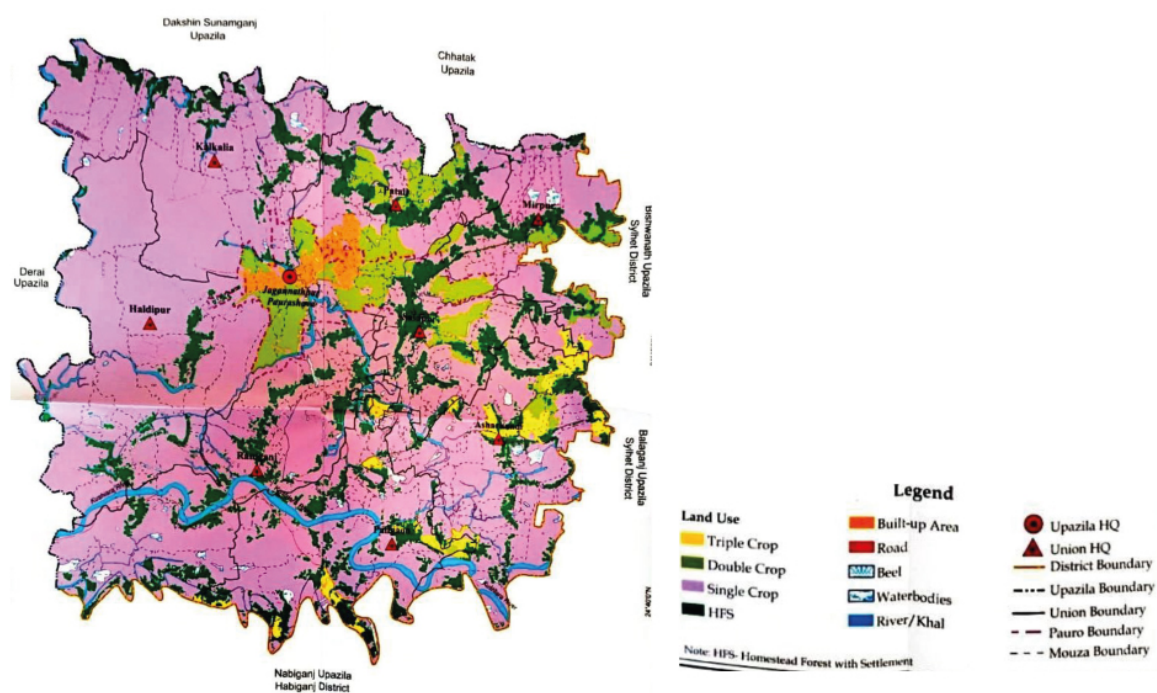 Dakshin Sunamganj
Upazila
Chhatak
Upazila
Kalkalia
Patali
Mirpur
Bishwanath Upazila
Sylhet District
Derai
Upazila
Jagannathpur
Paurashava
Haldipur
Balaganj Upazila
Sylhet District
Raniganj
Nabiganj Upazila
Habiganj District
Legend
Land Use
Triple Crop
Double Crop
Single Crop
HFS
Built-up Area
Road
Beel
Waterbodies
River/Khal
Upazila HQ
Union HQ
District Boundary
Upazila Boundary
Union Boundary
Pauro Boundary
Mouza Boundary
Note: HFS- Homestead Forest with Settlement